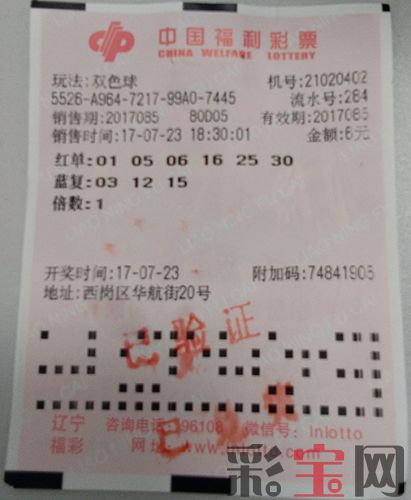 中国福利彩票
CHINA WELFARE LOTTERY
玩法:双色球 机号:21020402
5526-A964-7217-99A0-7445 流水号:284
销售期:2017085 80D05 有效期:2017085
销售时间:17-07-23 18:30:01 金额:6元
红单:01 05 06 16 25 30
蓝复:03 12 15
倍数:1
开奖时间:17-07-23 附加码:74841905
地址:西岗区华航街20号
已验证
辽宁 咨询电话:96108 微信号:lnlotto
福彩 网址:www.lnlotto
彩宝网